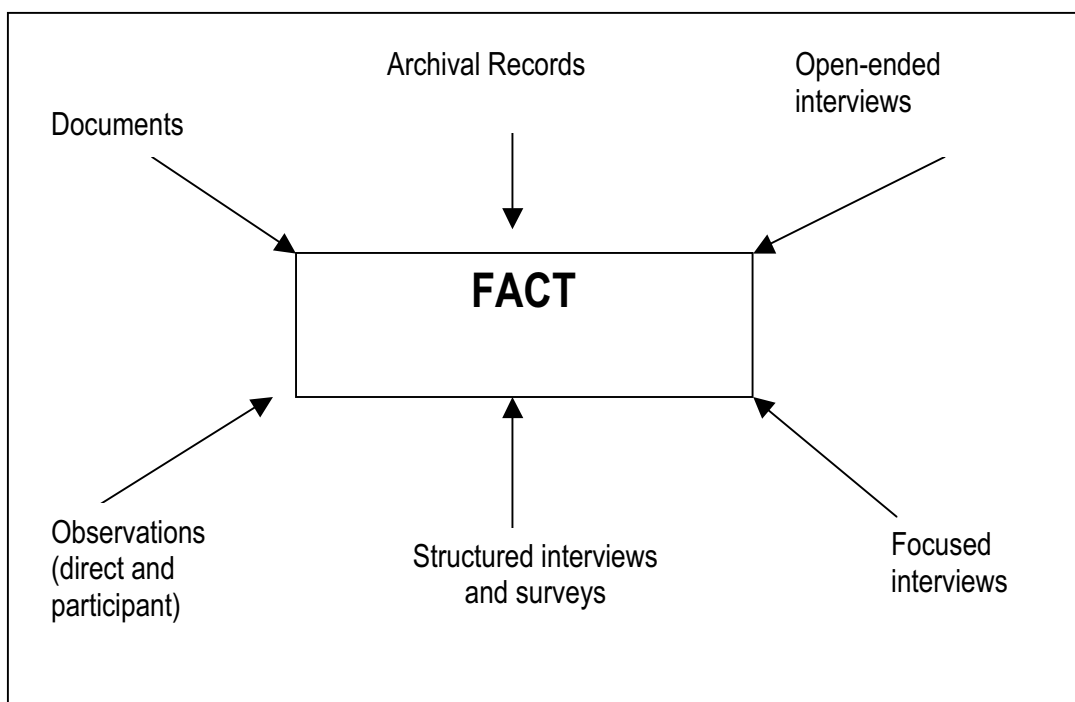 Archival Records
Open-ended
interviews
Documents
FACT
Observations
(direct and
participant)
Structured interviews
and surveys
Focused
interviews